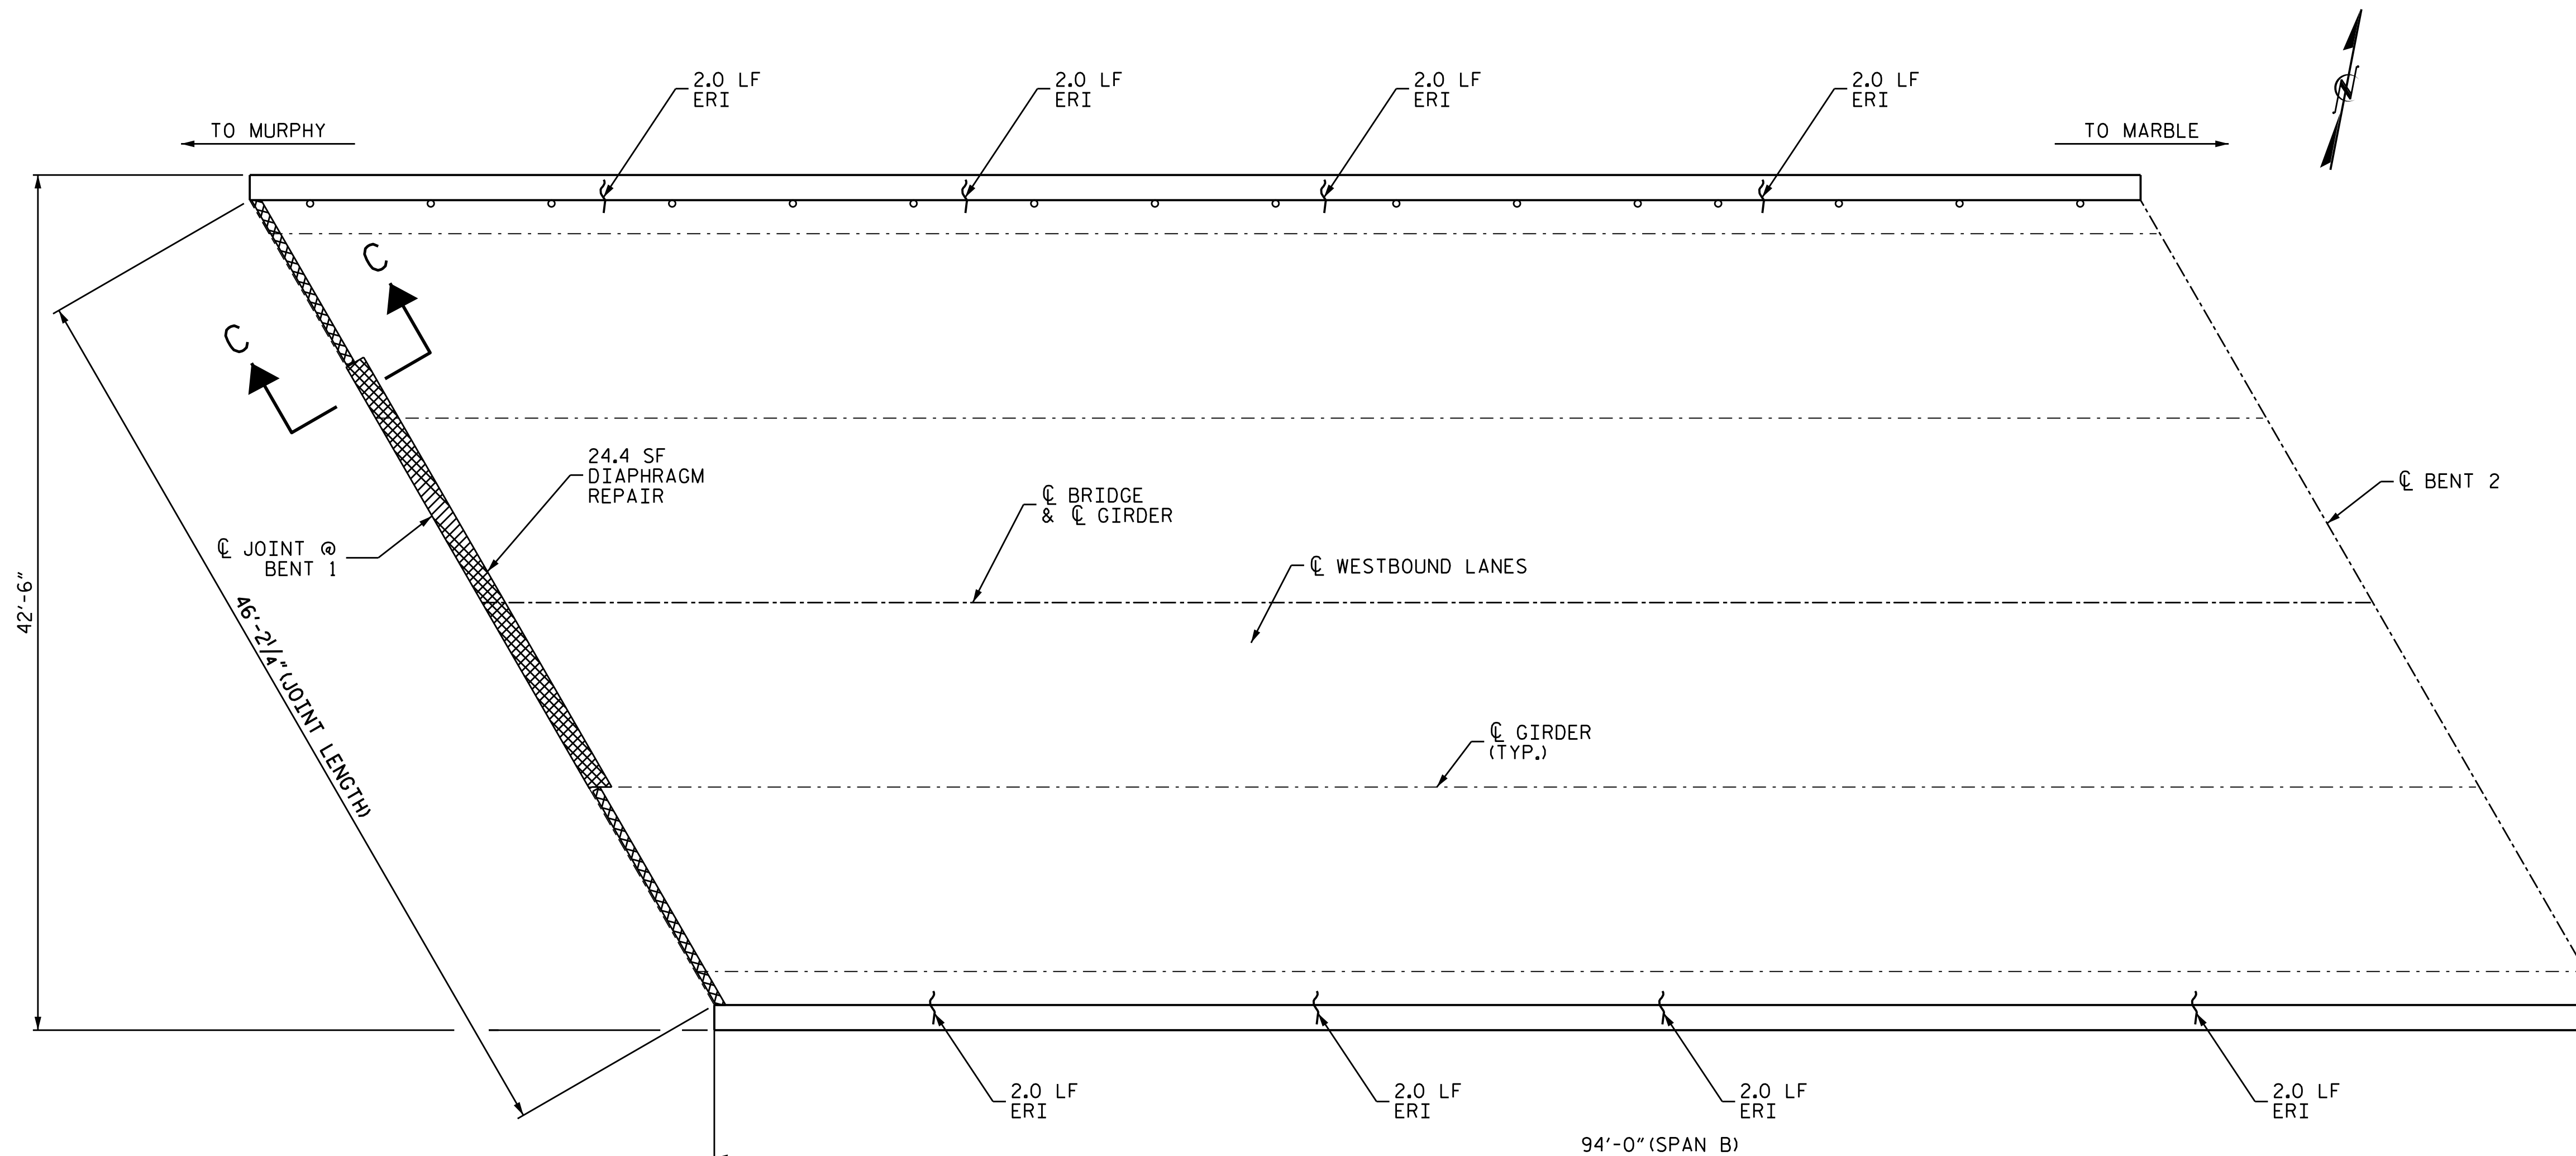 2.0 LF
ERI
2.0 LF
ERI
2.0 LF
ERI
2.0 LF
ERI
N
TO MURPHY
TO MARBLE
C
C
24.4 SF
DIAPHRAGM
REPAIR
℄ BRIDGE
& ℄ GIRDER
℄ BENT 2
℄ JOINT @
BENT 1
℄ WESTBOUND LANES
42'-6"
46'-2¼" (JOINT LENGTH)
℄ GIRDER
(TYP.)
2.0 LF
ERI
2.0 LF
ERI
2.0 LF
ERI
2.0 LF
ERI
94'-0" (SPAN B)